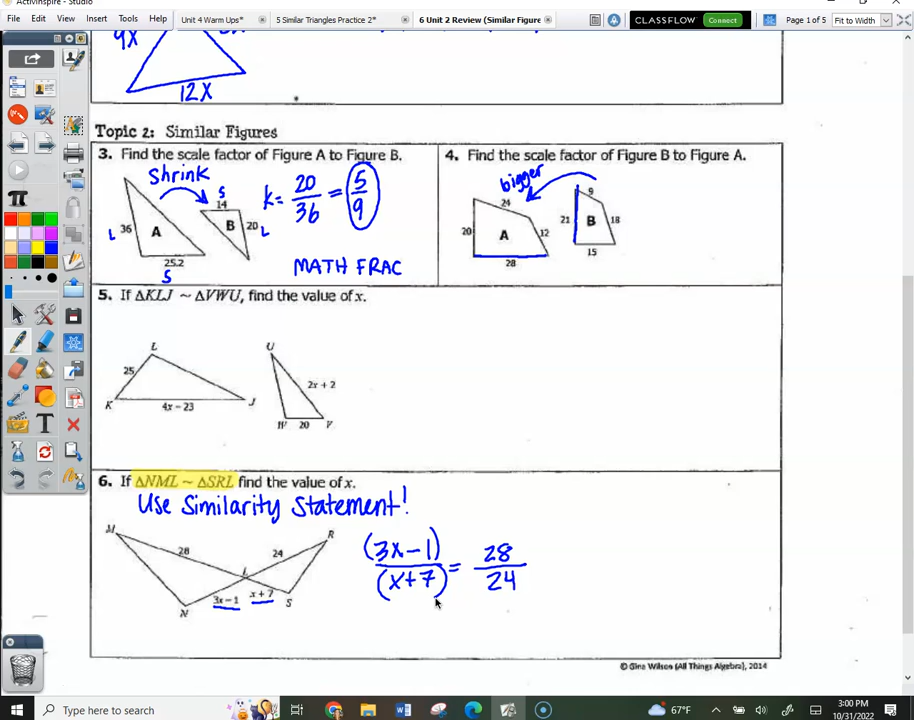 ActivInspire
File Edit View Insert Tools Help
Unit 4 Warm Ups*
5 Similar Triangles Practice 2*
6 Unit 2 Review (Similar Figure
CLASSFLOW Connect
Page 1 of 5
Fit to Width
9X
12X
Topic 2: Similar Figures
3. Find the scale factor of Figure A to Figure B.
Shrink
36 L
A
25.2
S
S
14
B
20 L
k= 20/36 = 5/9
MATH FRAC
4. Find the scale factor of Figure B to Figure A.
bigger
24
20
A
12
28
9
21
B
18
15
5. If ΔKLJ ~ ΔVWU, find the value of x.
L
25
K
4x – 23
J
U
2x + 2
W 20 V
6. If ΔNML ~ ΔSRL find the value of x.
Use Similarity Statement!
M
28
R
24
L
3x – 1
x + 7
N
S
(3x-1)/(x+7) = 28/24
© Gina Wilson (All Things Algebra), 2014
Type here to search
67°F
3:00 PM
10/31/2022